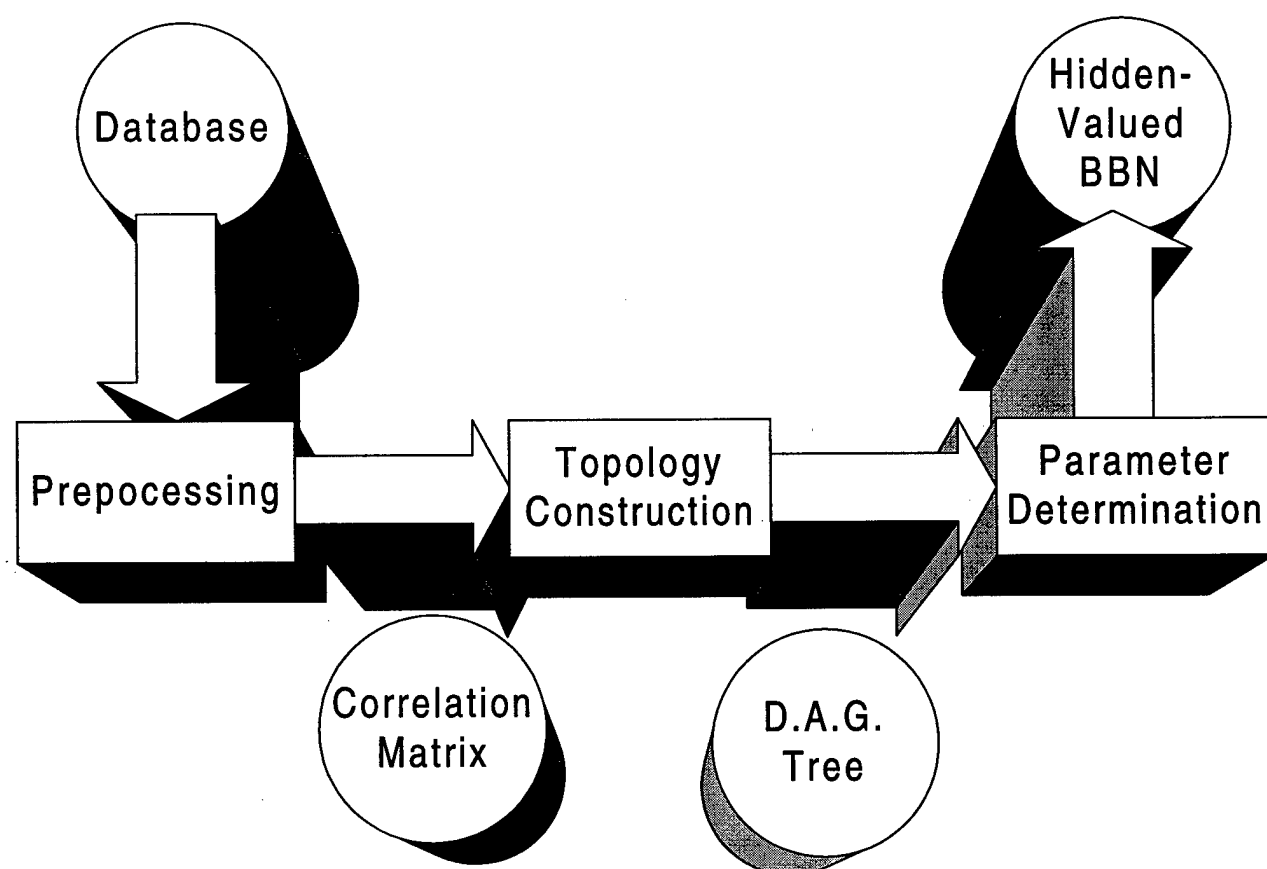 Database
Hidden-
Valued
BBN
Prepocessing
Topology
Construction
Parameter
Determination
Correlation
Matrix
D.A.G.
Tree